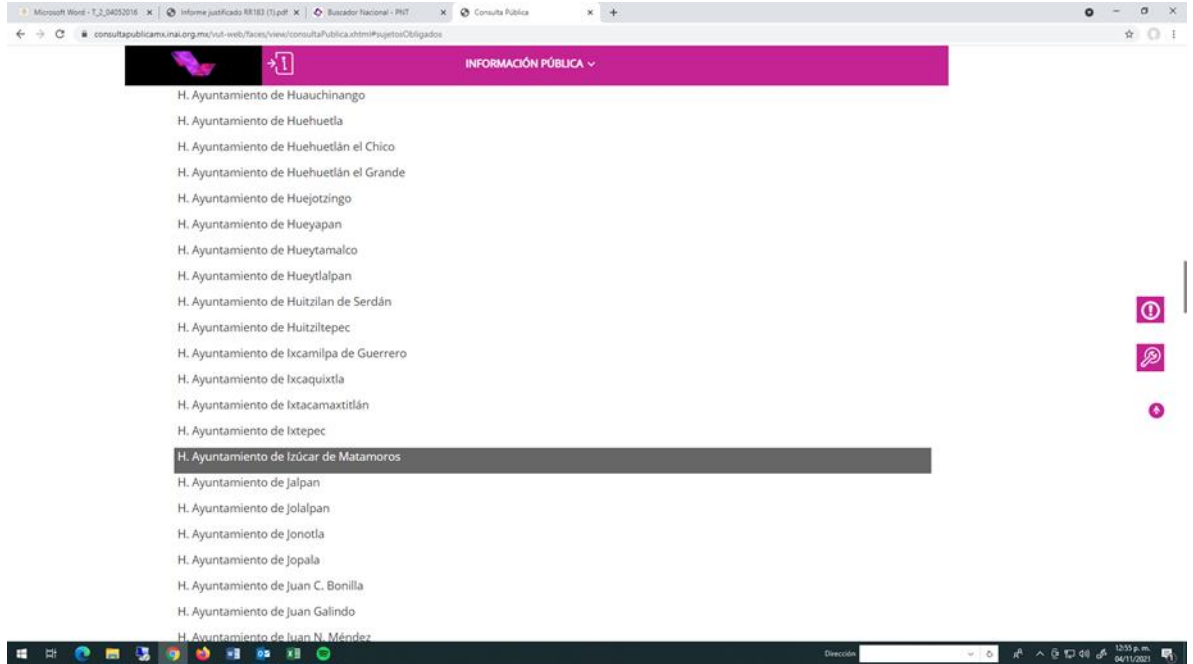 Microsoft Word - T_2_04052016
Informe justificado RR183 (1).pdf
Buscador Nacional - PNT
Consulta Pública
consultapublicamx.inai.org.mx/vut-web/faces/view/consultaPublica.xhtml#sujetosObligados
INFORMACIÓN PÚBLICA
H. Ayuntamiento de Huauchinango
H. Ayuntamiento de Huehuetla
H. Ayuntamiento de Huehuetlán el Chico
H. Ayuntamiento de Huehuetlán el Grande
H. Ayuntamiento de Huejotzingo
H. Ayuntamiento de Hueyapan
H. Ayuntamiento de Hueytamalco
H. Ayuntamiento de Hueytlalpan
H. Ayuntamiento de Huitzilan de Serdán
H. Ayuntamiento de Huitziltepec
H. Ayuntamiento de Ixcamilpa de Guerrero
H. Ayuntamiento de Ixcaquixtla
H. Ayuntamiento de Ixtacamaxtitlán
H. Ayuntamiento de Ixtepec
H. Ayuntamiento de Izúcar de Matamoros
H. Ayuntamiento de Jalpan
H. Ayuntamiento de Jolalpan
H. Ayuntamiento de Jonotla
H. Ayuntamiento de Jopala
H. Ayuntamiento de Juan C. Bonilla
H. Ayuntamiento de Juan Galindo
H. Ayuntamiento de Juan N. Méndez
Dirección
12:55 p. m.
04/11/2021